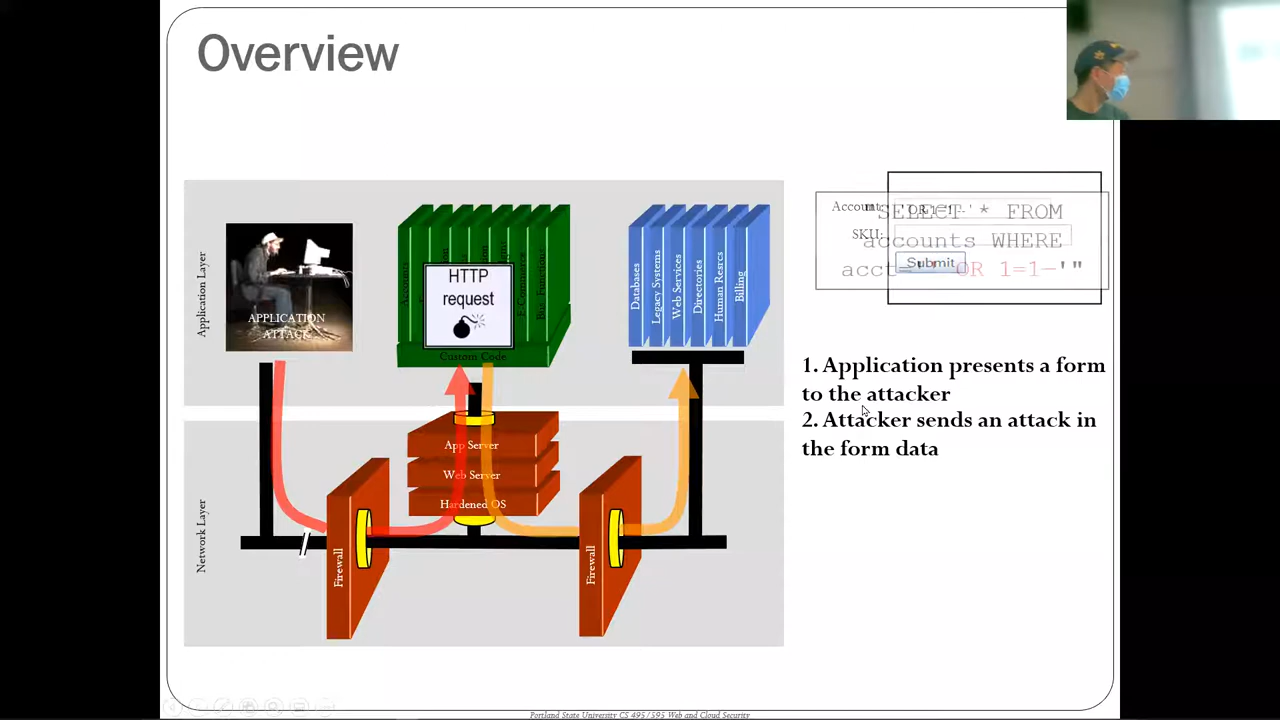 Overview
Application Layer
APPLICATION
ATTACK
HTTP
request
Custom Code
Databases
Legacy Systems
Web Services
Directories
Human Resrcs
Billing
Account:
SKU:
Submit
"SELECT * FROM
accounts WHERE
acct='' OR 1=1—'"
1. Application presents a form
to the attacker
2. Attacker sends an attack in
the form data
Network Layer
App Server
Web Server
Hardened OS
Firewall
Firewall
Portland State University CS 495/595 Web and Cloud Security